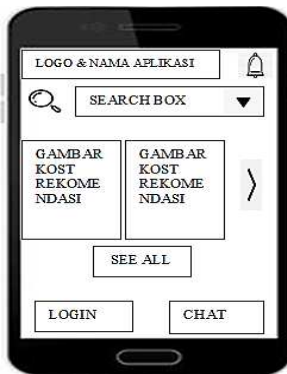 LOGO & NAMA APLIKASI
SEARCH BOX
GAMBAR
KOST
REKOME
NDASI
GAMBAR
KOST
REKOME
NDASI
SEE ALL
LOGIN
CHAT